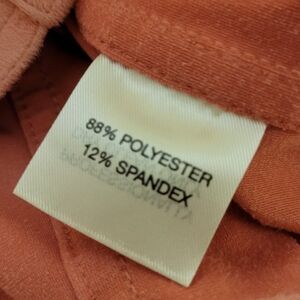 88% POLYESTER
12% SPANDEX